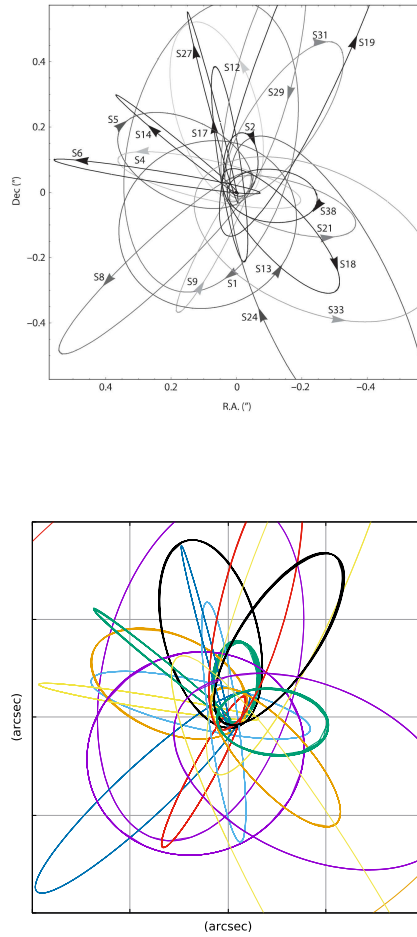 0.4
0.2
0
−0.2
−0.4
Dec (″)
0.6
0.4
0.2
0
−0.2
−0.4
R.A. (″)
S31
S19
S27
S12
S29
S5
S14
S17
S2
S6
S4
S38
S21
S8
S9
S1
S13
S18
S24
S33
(arcsec)
(arcsec)